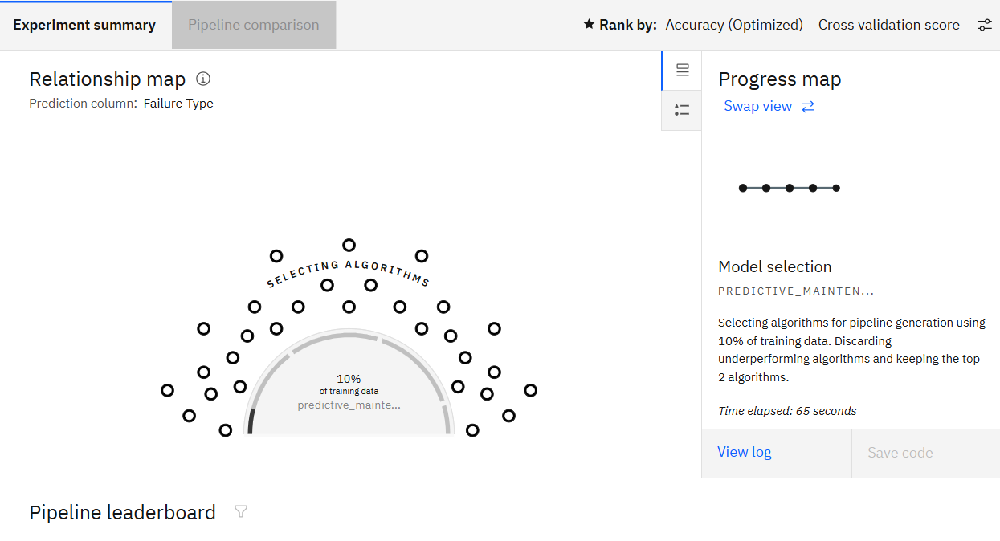 Experiment summary
Pipeline comparison
★ Rank by: Accuracy (Optimized) | Cross validation score
Relationship map
Prediction column: Failure Type
SELECTING ALGORITHMS
10%
of training data
predictive_mainte...
Progress map
Swap view
Model selection
PREDICTIVE_MAINTEN...
Selecting algorithms for pipeline generation using
10% of training data. Discarding
underperforming algorithms and keeping the top
2 algorithms.
Time elapsed: 65 seconds
View log
Save code
Pipeline leaderboard